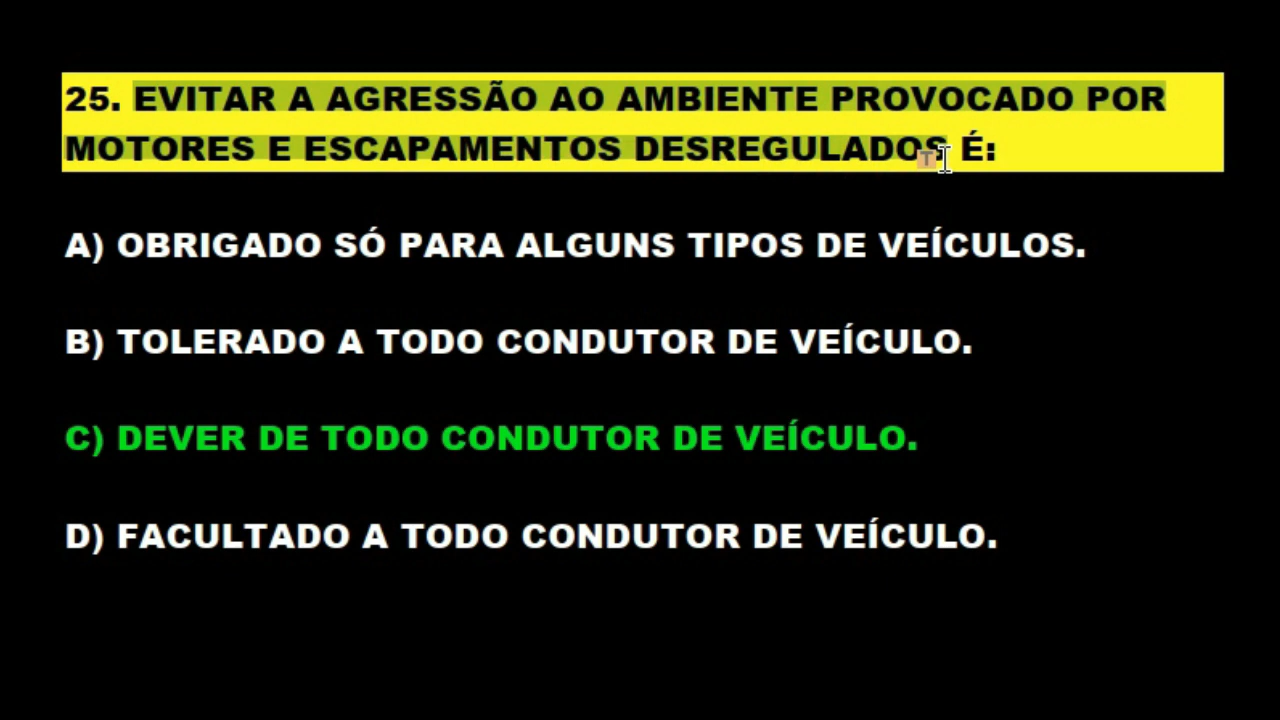 25. EVITAR A AGRESSÃO AO AMBIENTE PROVOCADO POR
MOTORES E ESCAPAMENTOS DESREGULADOS É:
A) OBRIGADO SÓ PARA ALGUNS TIPOS DE VEÍCULOS.
B) TOLERADO A TODO CONDUTOR DE VEÍCULO.
C) DEVER DE TODO CONDUTOR DE VEÍCULO.
D) FACULTADO A TODO CONDUTOR DE VEÍCULO.